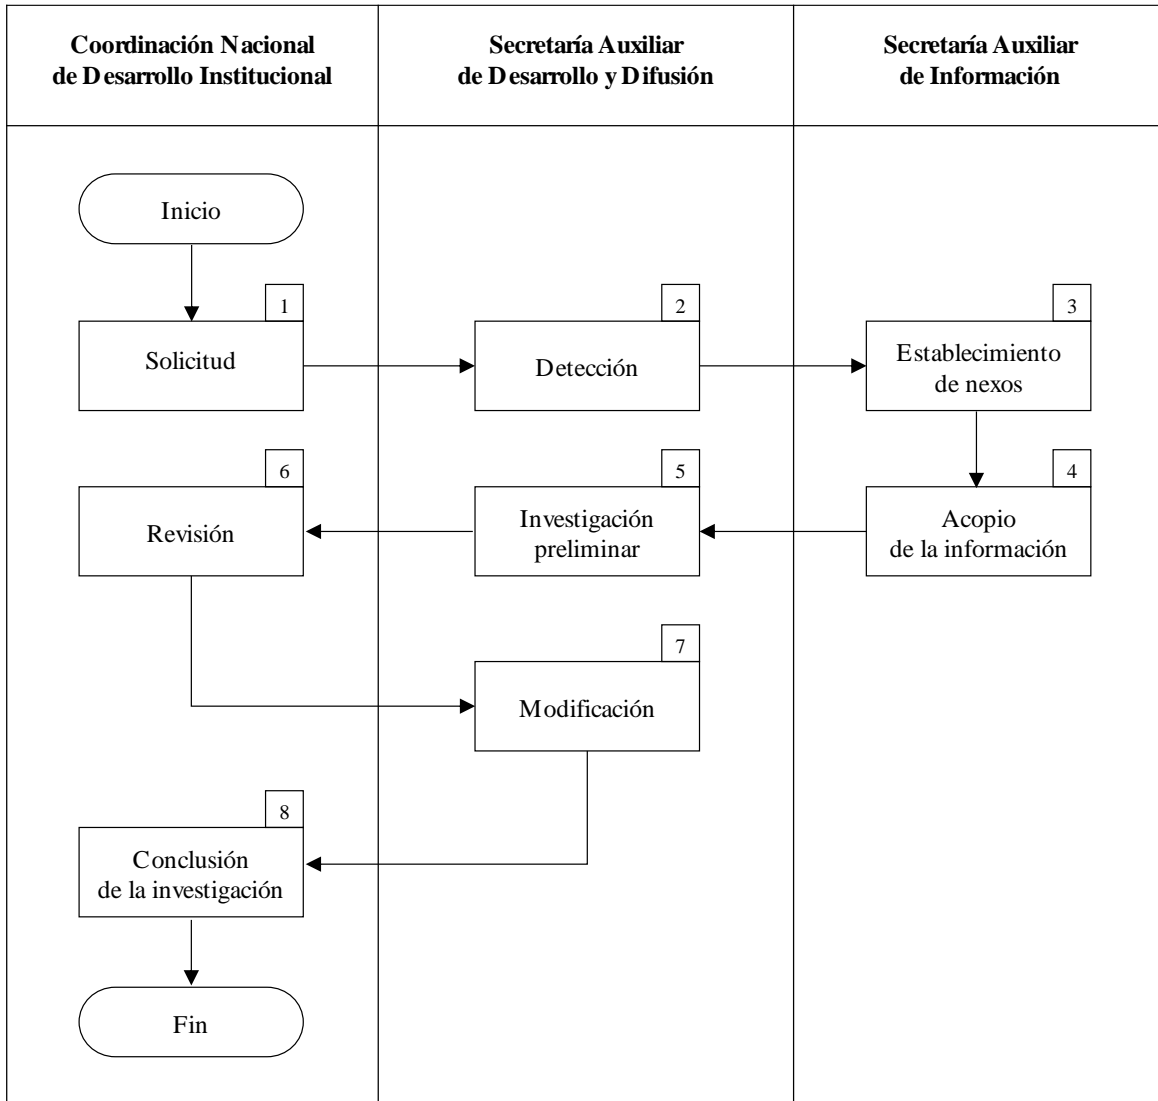 Coordinación Nacional
de Desarrollo Institucional
Secretaría Auxiliar
de Desarrollo y Difusión
Secretaría Auxiliar
de Información
Inicio
1
Solicitud
2
Detección
3
Establecimiento
de nexos
6
Revisión
5
Investigación
preliminar
4
Acopio
de la información
7
Modificación
8
Conclusión
de la investigación
Fin